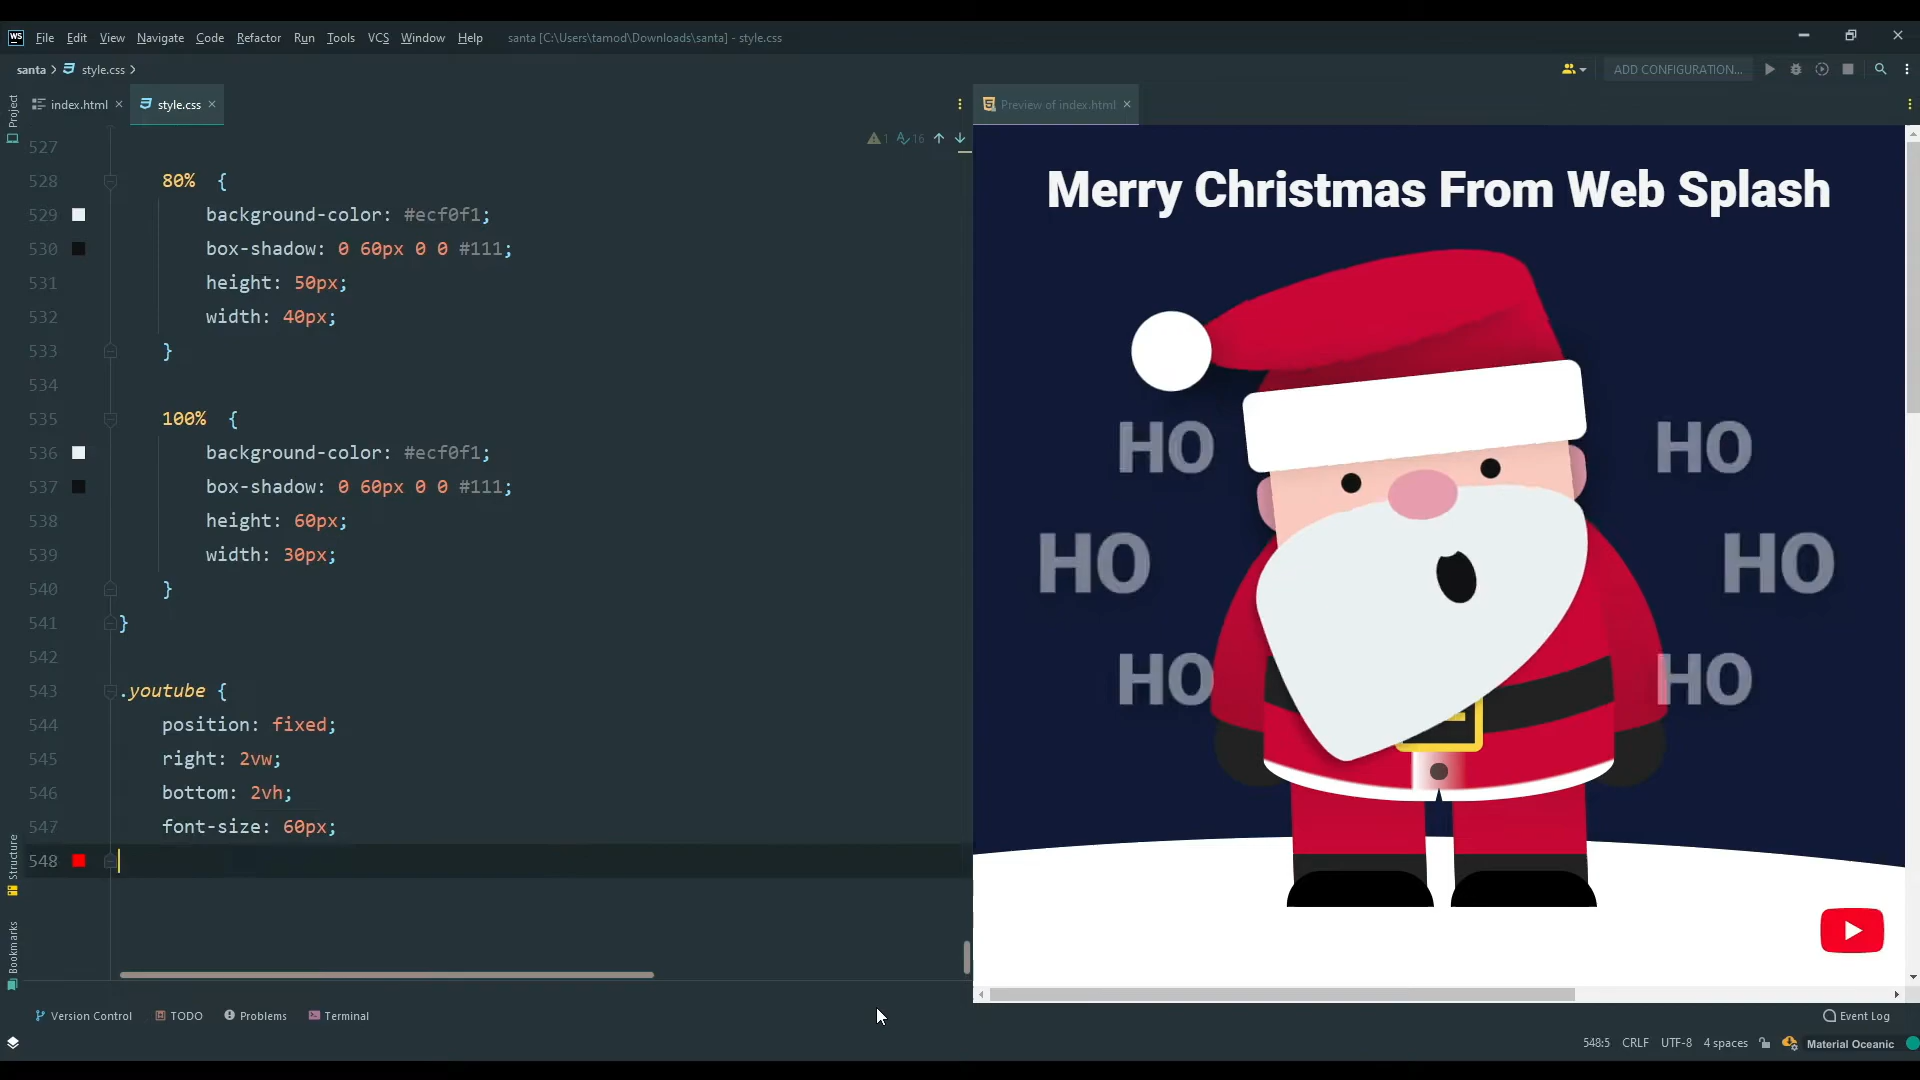 WS File Edit View Navigate Code Refactor Run Tools VCS Window Help santa [C:\Users\tamod\Downloads\santa] - style.css
santa style.css
ADD CONFIGURATION...
Project
index.html
style.css
Preview of index.html
1 16
527
528 80% {
529 background-color: #ecf0f1;
530 box-shadow: 0 60px 0 0 #111;
531 height: 50px;
532 width: 40px;
533 }
534
535 100% {
536 background-color: #ecf0f1;
537 box-shadow: 0 60px 0 0 #111;
538 height: 60px;
539 width: 30px;
540 }
541 }
542
543 .youtube {
544 position: fixed;
545 right: 2vw;
546 bottom: 2vh;
547 font-size: 60px;
548
Structure
Bookmarks
Merry Christmas From Web Splash
HO HO
HO HO
HO HO
Version Control TODO Problems Terminal
Event Log
548:5 CRLF UTF-8 4 spaces Material Oceanic